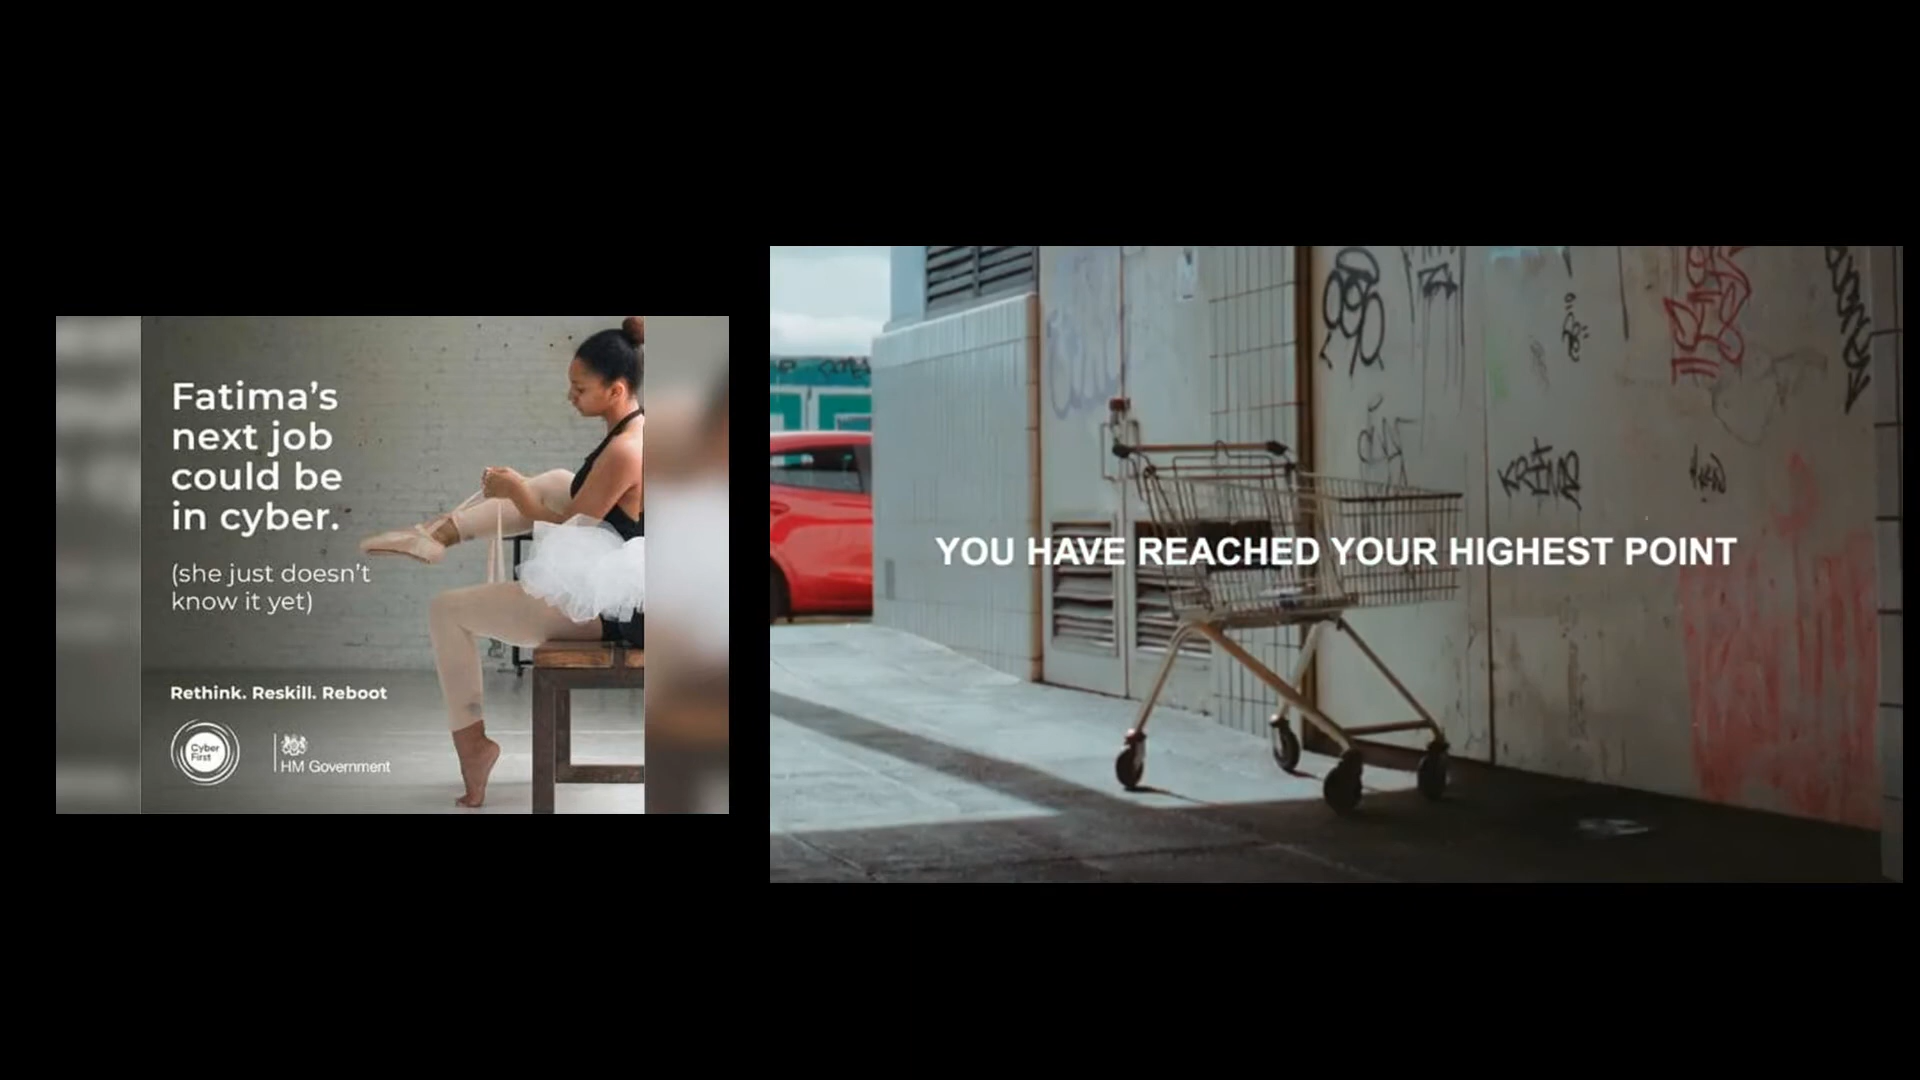 Fatima's
next job
could be
in cyber.
(she just doesn't
know it yet)
Rethink. Reskill. Reboot
Cyber
First
HM Government
YOU HAVE REACHED YOUR HIGHEST POINT